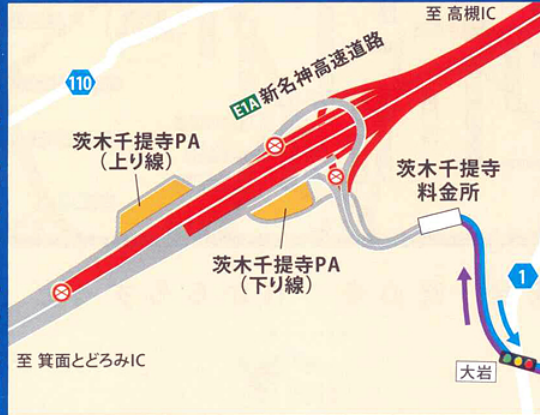 至 高槻IC
110
E1A 新名神高速道路
茨木千提寺PA
(上り線)
茨木千提寺
料金所
茨木千提寺PA
(下り線)
1
至 箕面とどろみIC
大岩